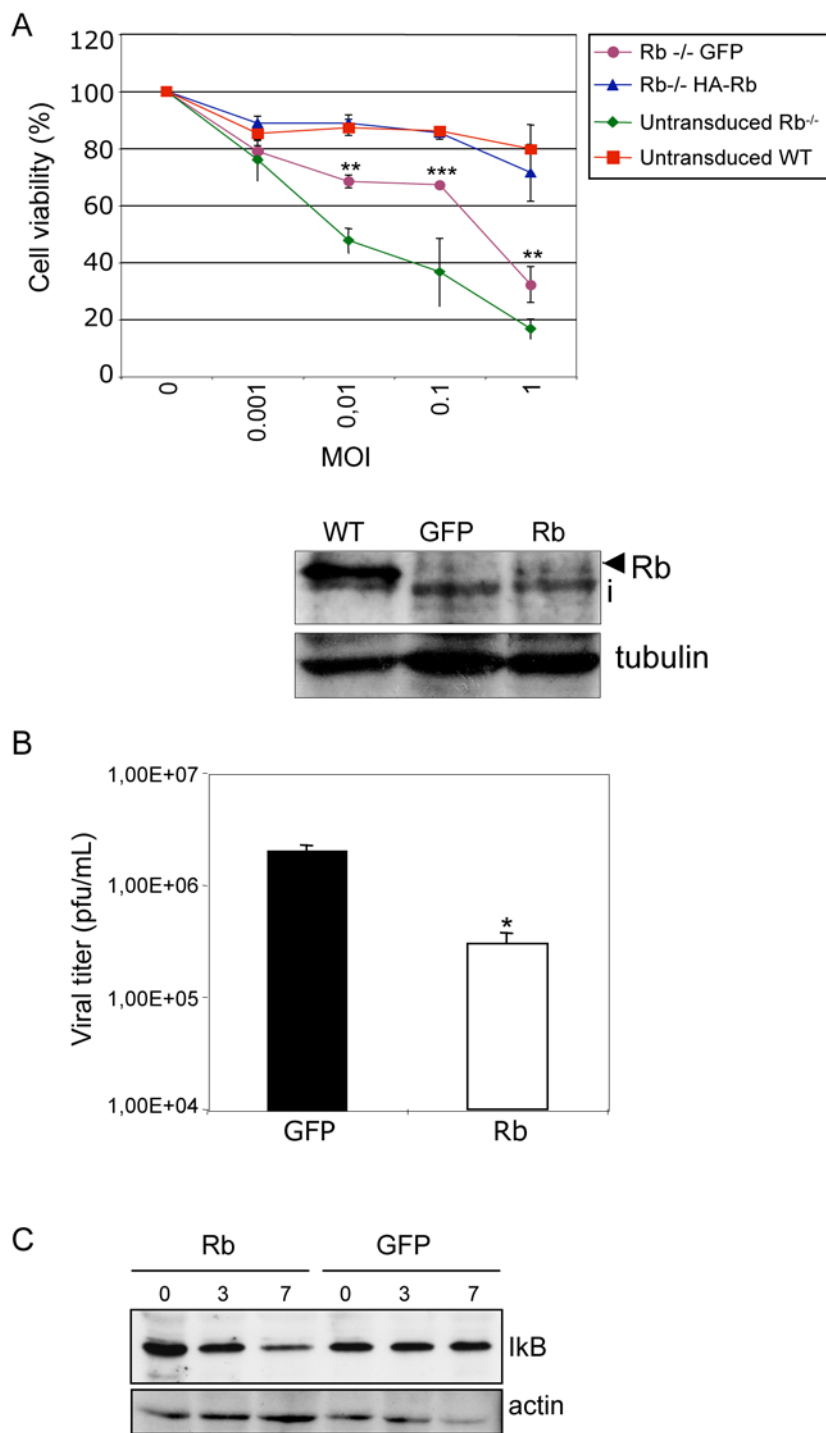 A
120
100
80
60
40
20
0
Cell viability (%)
** *** **
0 0.001 0,01 0.1 1
MOI
Rb -/- GFP
Rb-/- HA-Rb
Untransduced Rb-/-
Untransduced WT
WT GFP Rb
Rb
i
tubulin
B
1,00E+07
1,00E+06
1,00E+05
1,00E+04
Viral titer (pfu/mL)
*
GFP Rb
C
Rb GFP
0 3 7 0 3 7
IkB
actin